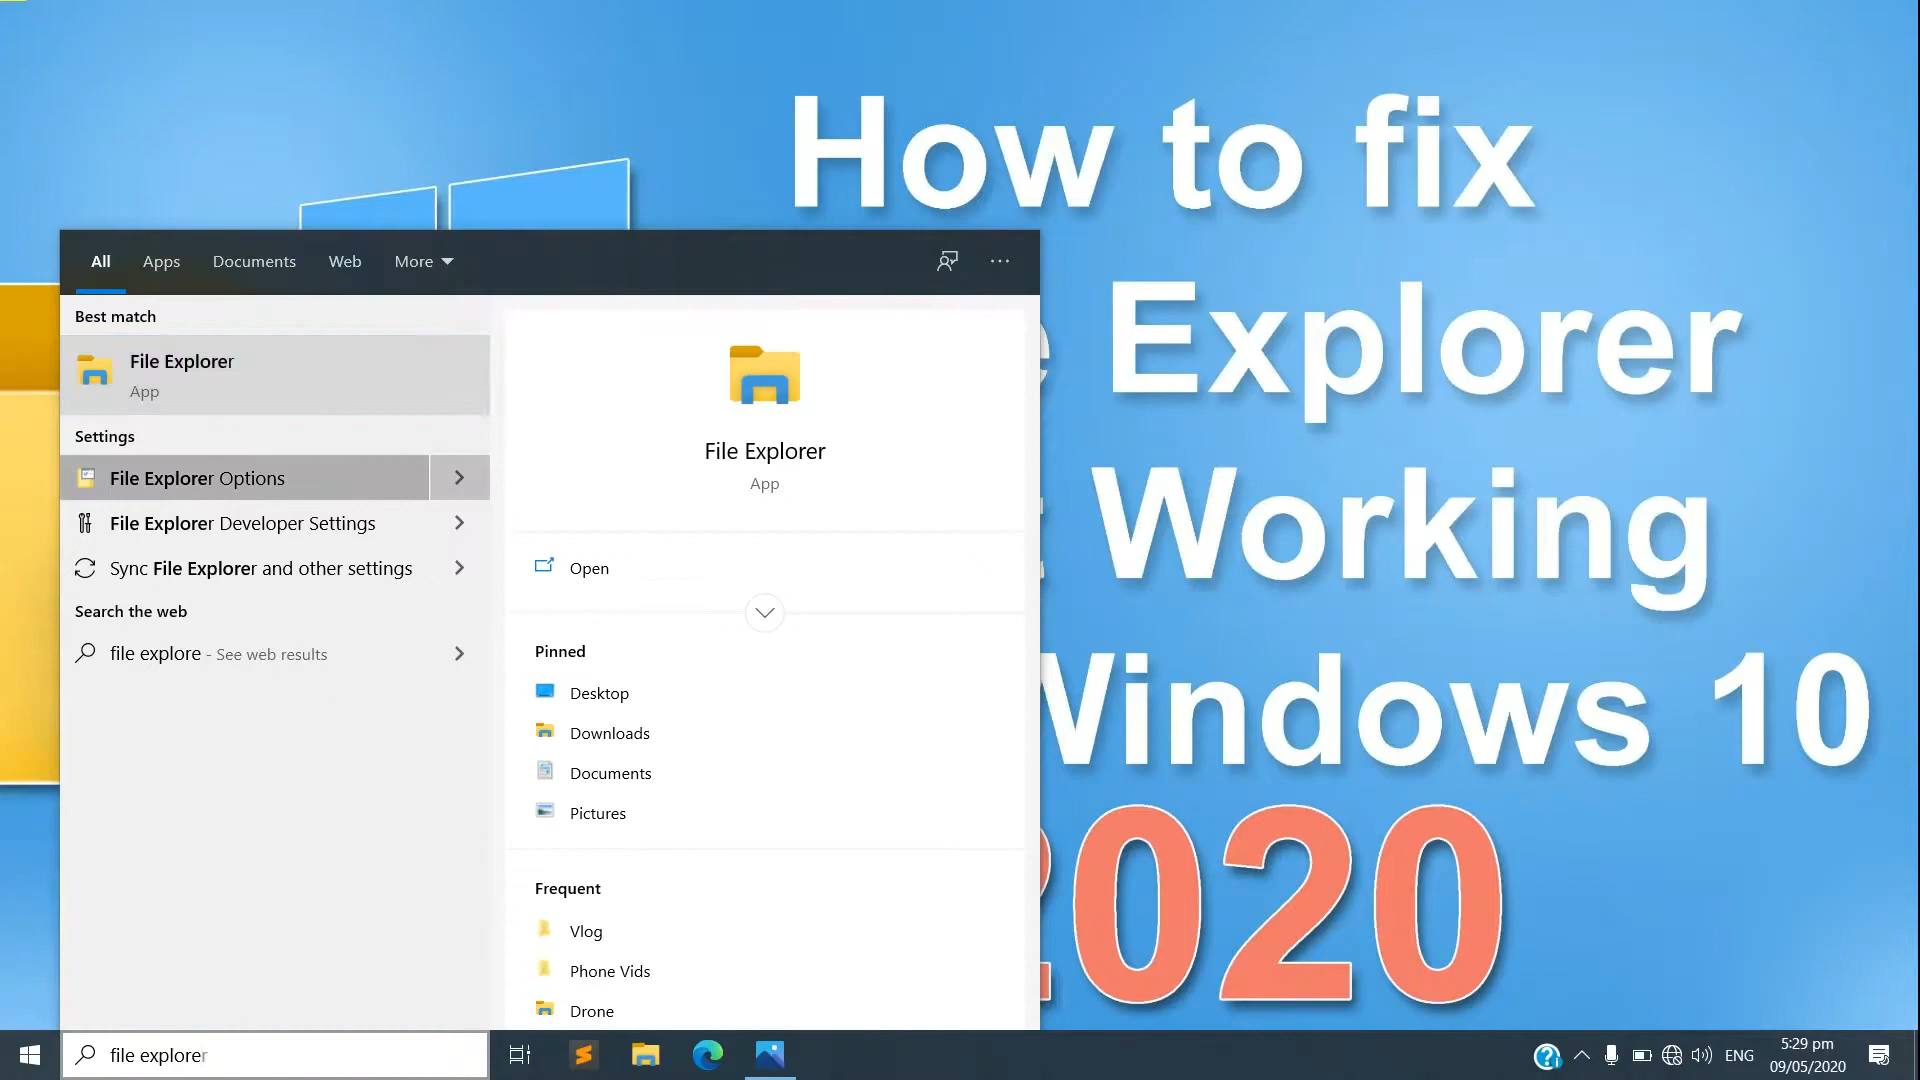 How to fix
Explorer
Working
Windows 10
2020
All Apps Documents Web More
Best match
File Explorer
App
Settings
File Explorer Options
File Explorer Developer Settings
Sync File Explorer and other settings
Search the web
file explore - See web results
File Explorer
App
Open
Pinned
Desktop
Downloads
Documents
Pictures
Frequent
Vlog
Phone Vids
Drone
file explorer
ENG
5:29 pm
09/05/2020